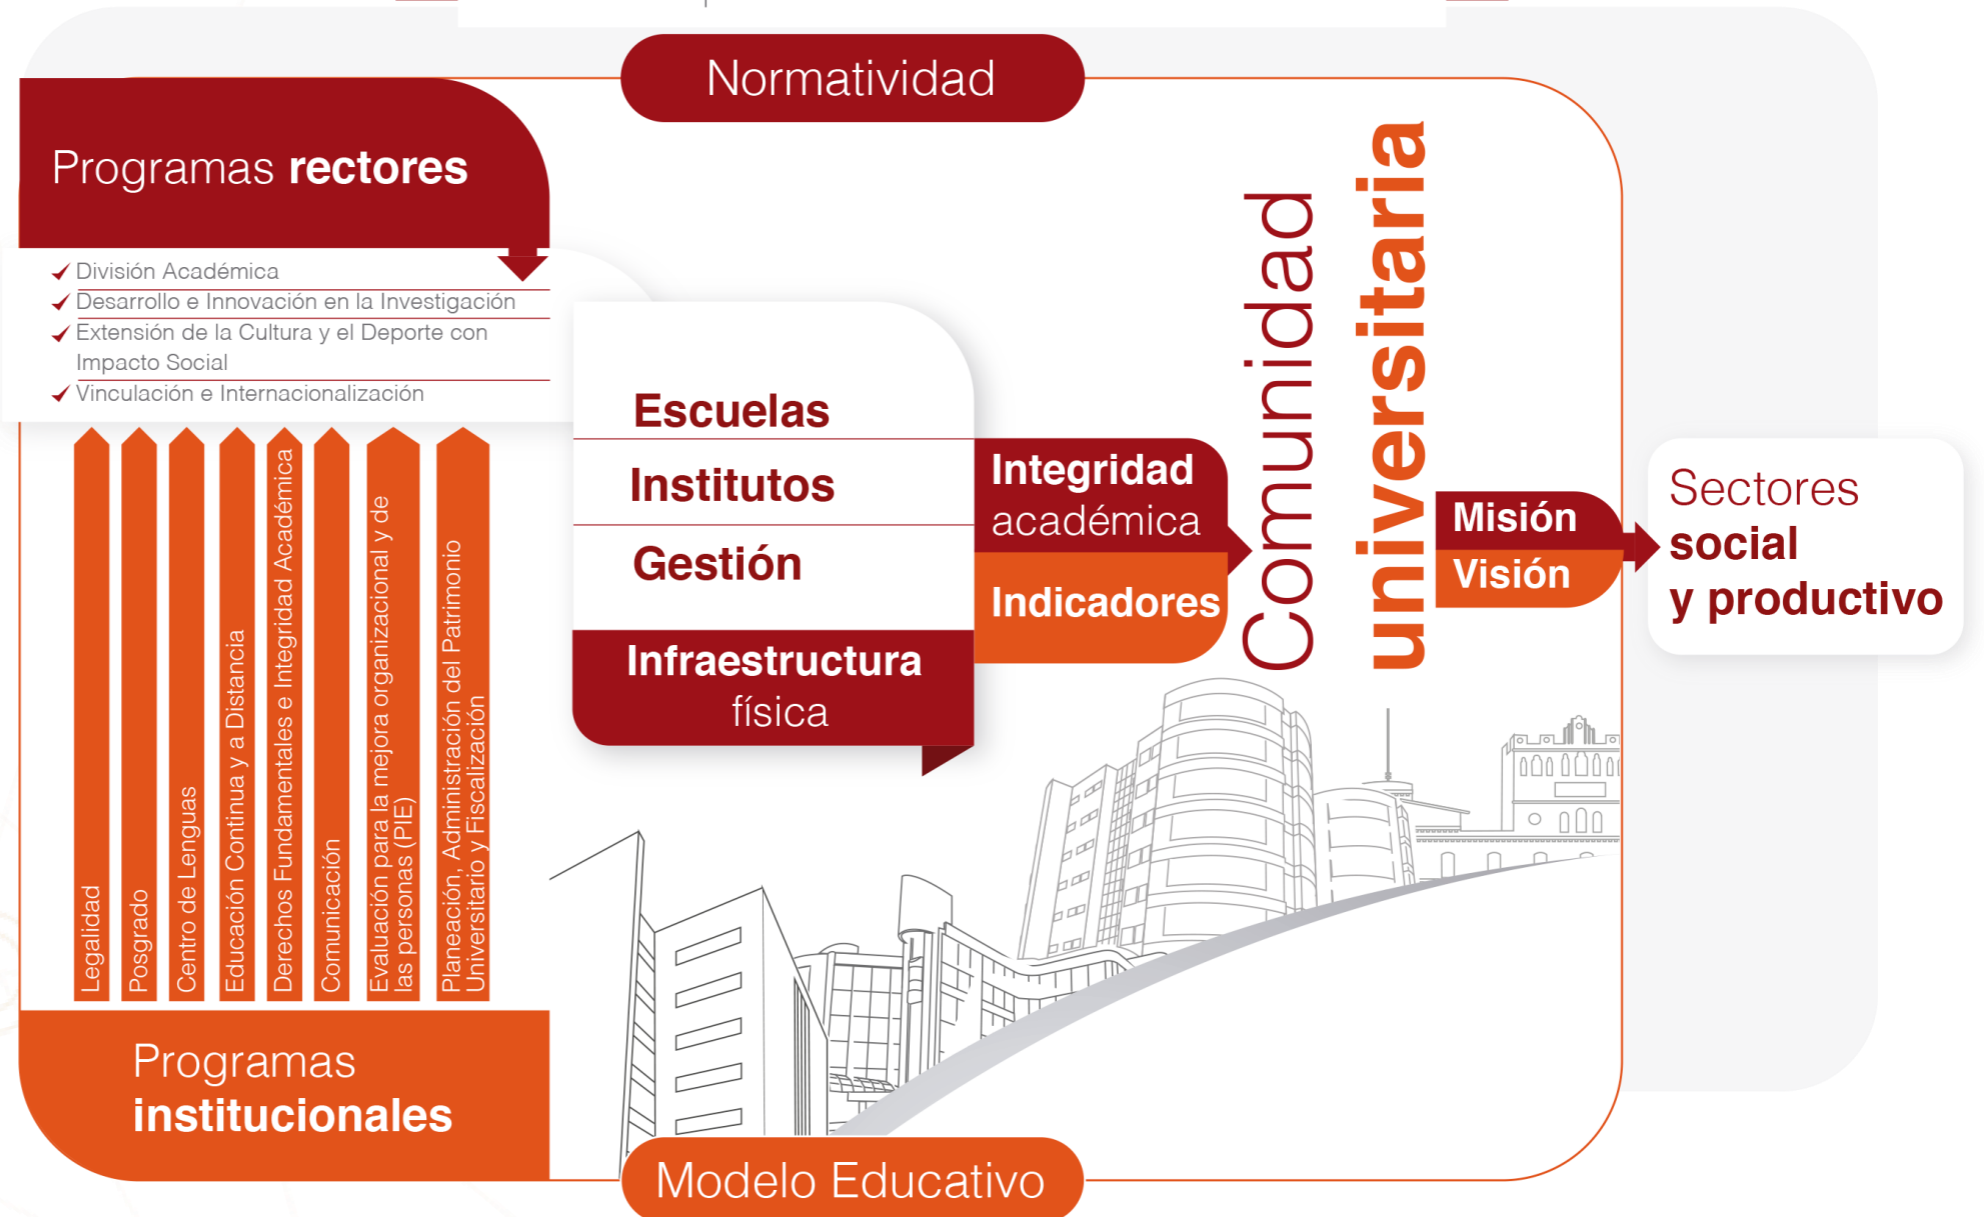 Normatividad
Programas rectores
División Académica
Desarrollo e Innovación en la Investigación
Extensión de la Cultura y el Deporte con
Impacto Social
Vinculación e Internacionalización
Legalidad
Posgrado
Centro de Lenguas
Educación Continua y a Distancia
Derechos Fundamentales e Integridad Académica
Comunicación
Evaluación para la mejora organizacional y de
las personas (PIE)
Planeación, Administración del Patrimonio
Universitario y Fiscalización
Programas
institucionales
Escuelas
Institutos
Gestión
Infraestructura
física
Integridad
académica
Indicadores
Comunidad
universitaria
Misión
Visión
Sectores
social
y productivo
Modelo Educativo